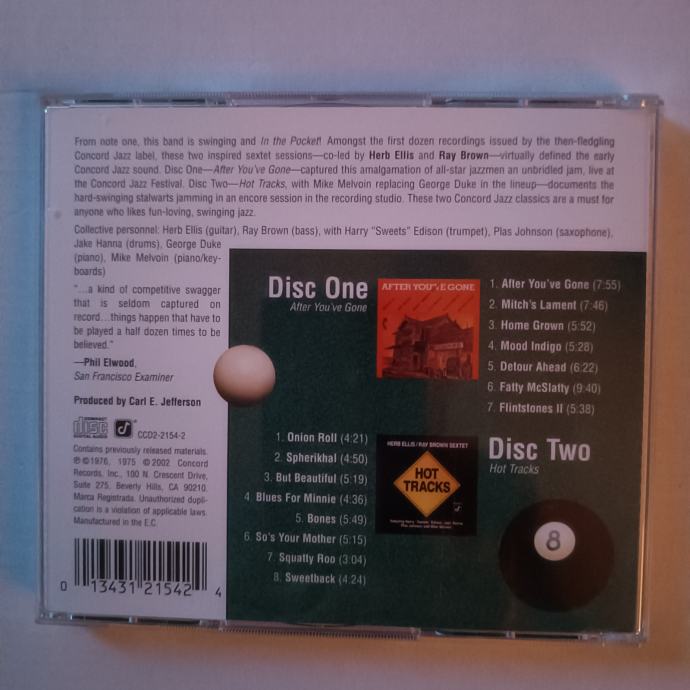 From note one, this band is swinging and In the Pocket! Amongst the first dozen recordings issued by the then-fledgling
Concord Jazz label, these two inspired sextet sessions—co-led by Herb Ellis and Ray Brown—virtually defined the early
Concord Jazz sound. Disc One—After You've Gone—captured this amalgamation of all-star jazzmen an unbridled jam, live at
the Concord Jazz Festival. Disc Two—Hot Tracks, with Mike Melvoin replacing George Duke in the lineup—documents the
hard-swinging stalwarts jamming in an encore session in the recording studio. These two Concord Jazz classics are a must for
anyone who likes fun-loving, swinging jazz.
Collective personnel: Herb Ellis (guitar), Ray Brown (bass), with Harry "Sweets" Edison (trumpet), Plas Johnson (saxophone),
Jake Hanna (drums), George Duke
(piano), Mike Melvoin (piano/key-
boards)
"...a kind of competitive swagger
that is seldom captured on
record...things happen that have to
be played a half dozen times to be
believed."
—Phil Elwood,
San Francisco Examiner
Produced by Carl E. Jefferson
COMPACT
disc
DIGITAL AUDIO
CCD2-2154-2
Contains previously released materials.
℗©1976, 1975 ©2002 Concord
Records, Inc., 100 N. Crescent Drive,
Suite 275, Beverly Hills, CA 90210.
Marca Registrada. Unauthorized dupli-
cation is a violation of applicable laws.
Manufactured in the E.C.
0 13431 21542 4
Disc One
After You've Gone
AFTER YOU'VE GONE
1. After You've Gone (7:55)
2. Mitch's Lament (7:46)
3. Home Grown (5:52)
4. Mood Indigo (5:28)
5. Detour Ahead (6:22)
6. Fatty McSlatty (9:40)
7. Flintstones II (5:38)
Disc Two
Hot Tracks
HERB ELLIS/RAY BROWN SEXTET
HOT
TRACKS
1. Onion Roll (4:21)
2. Spherikhal (4:50)
3. But Beautiful (5:19)
4. Blues For Minnie (4:36)
5. Bones (5:49)
6. So's Your Mother (5:15)
7. Squatty Roo (3:04)
8. Sweetback (4:24)
8